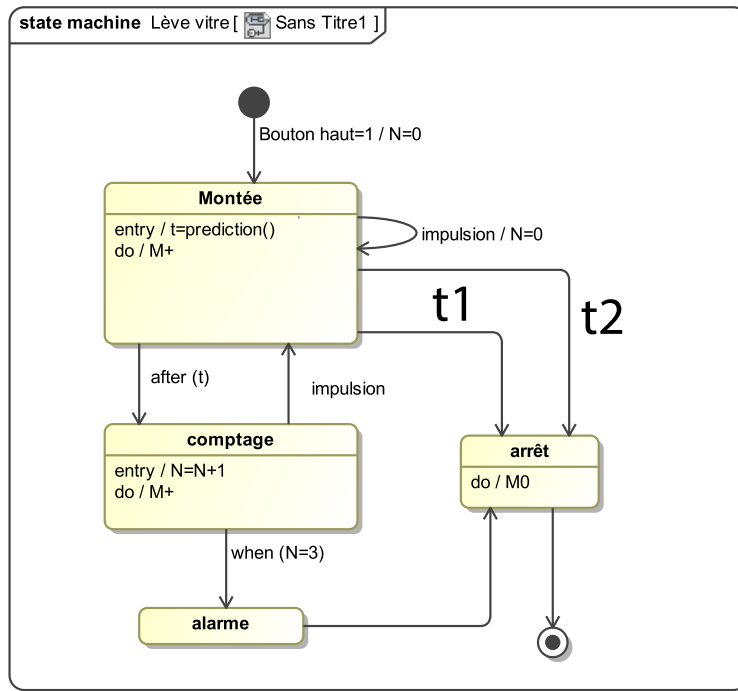 state machine Lève vitre [ Sans Titre1 ]
Bouton haut=1 / N=0
Montée
entry / t=prediction()
do / M+
impulsion / N=0
t1
t2
after (t)
impulsion
comptage
entry / N=N+1
do / M+
arrêt
do / M0
when (N=3)
alarme